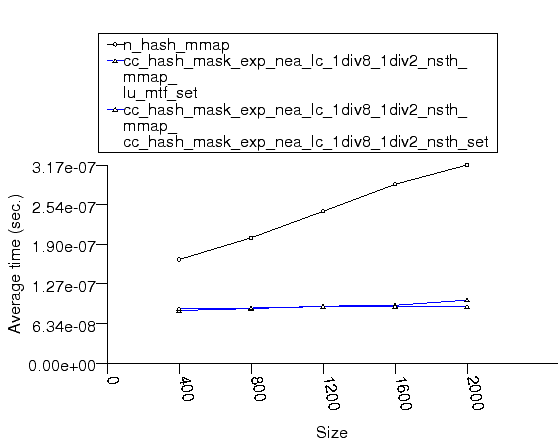 n_hash_mmap
cc_hash_mask_exp_nea_lc_1div8_1div2_nsth_
mmap_
lu_mtf_set
cc_hash_mask_exp_nea_lc_1div8_1div2_nsth_
mmap_
cc_hash_mask_exp_nea_lc_1div8_1div2_nsth_set
3.17e-07
2.54e-07
1.90e-07
1.27e-07
6.34e-08
0.00e+00
Average time (sec.)
0
400
800
1200
1600
2000
Size